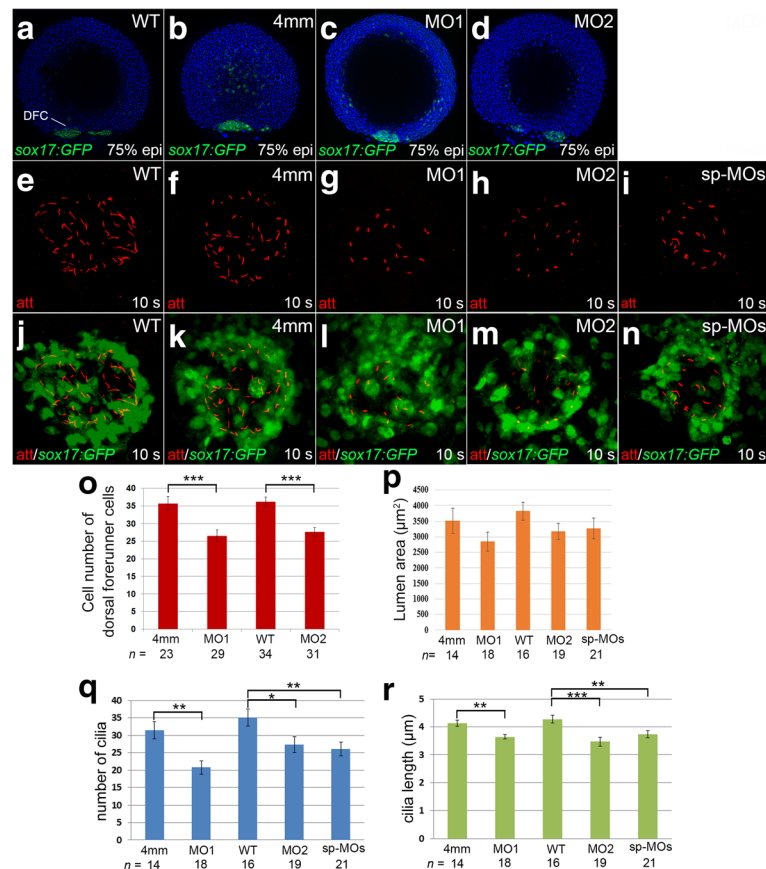 a WT b 4mm c MO1 d MO2
DFC
sox17:GFP 75% epi sox17:GFP 75% epi sox17:GFP 75% epi sox17:GFP 75% epi
e WT f 4mm g MO1 h MO2 i sp-MOs
att 10 s att 10 s att 10 s att 10 s att 10 s
j WT k 4mm l MO1 m MO2 n sp-MOs
att/sox17:GFP 10 s att/sox17:GFP 10 s att/sox17:GFP 10 s att/sox17:GFP 10 s att/sox17:GFP 10 s
o
Cell number of
dorsal forerunner cells
40
35
30
25
20
15
10
5
0
*** ***
4mm MO1 WT MO2
n = 23 29 34 31
p
Lumen area (μm²)
4500
4000
3500
3000
2500
2000
1500
1000
500
0
4mm MO1 WT MO2 sp-MOs
n= 14 18 16 19 21
q
number of cilia
40
35
30
25
20
15
10
5
0
** * **
4mm MO1 WT MO2 sp-MOs
n = 14 18 16 19 21
r
cilia length (μm)
5
4
3
2
1
0
** *** **
4mm MO1 WT MO2 sp-MOs
n = 14 18 16 19 21